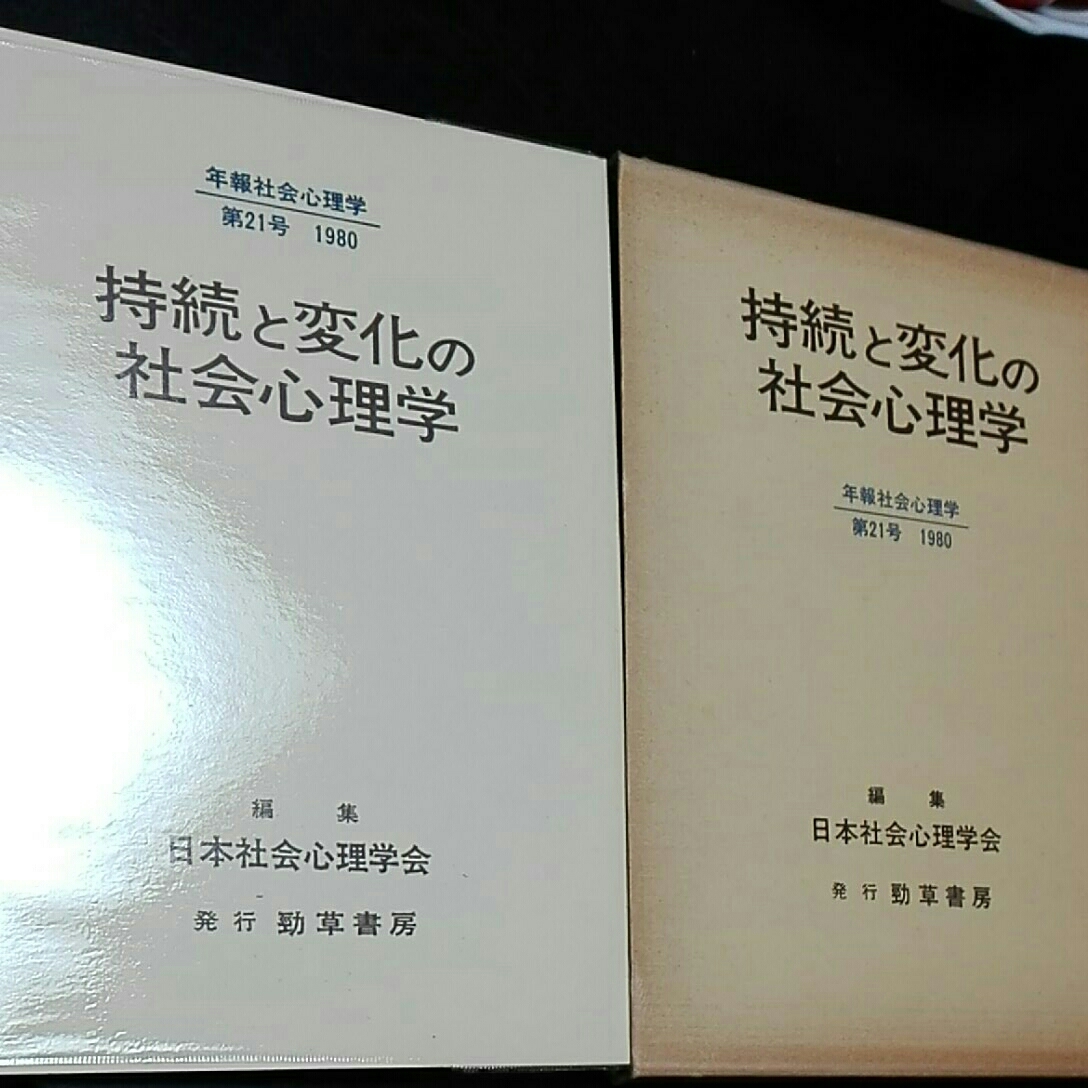 年報社会心理学
第21号 1980
持続と変化の
社会心理学
編 集
日本社会心理学会
発行 勁草書房
持続と変化の
社会心理学
年報社会心理学
第21号 1980
編 集
日本社会心理学会
発行 勁草書房